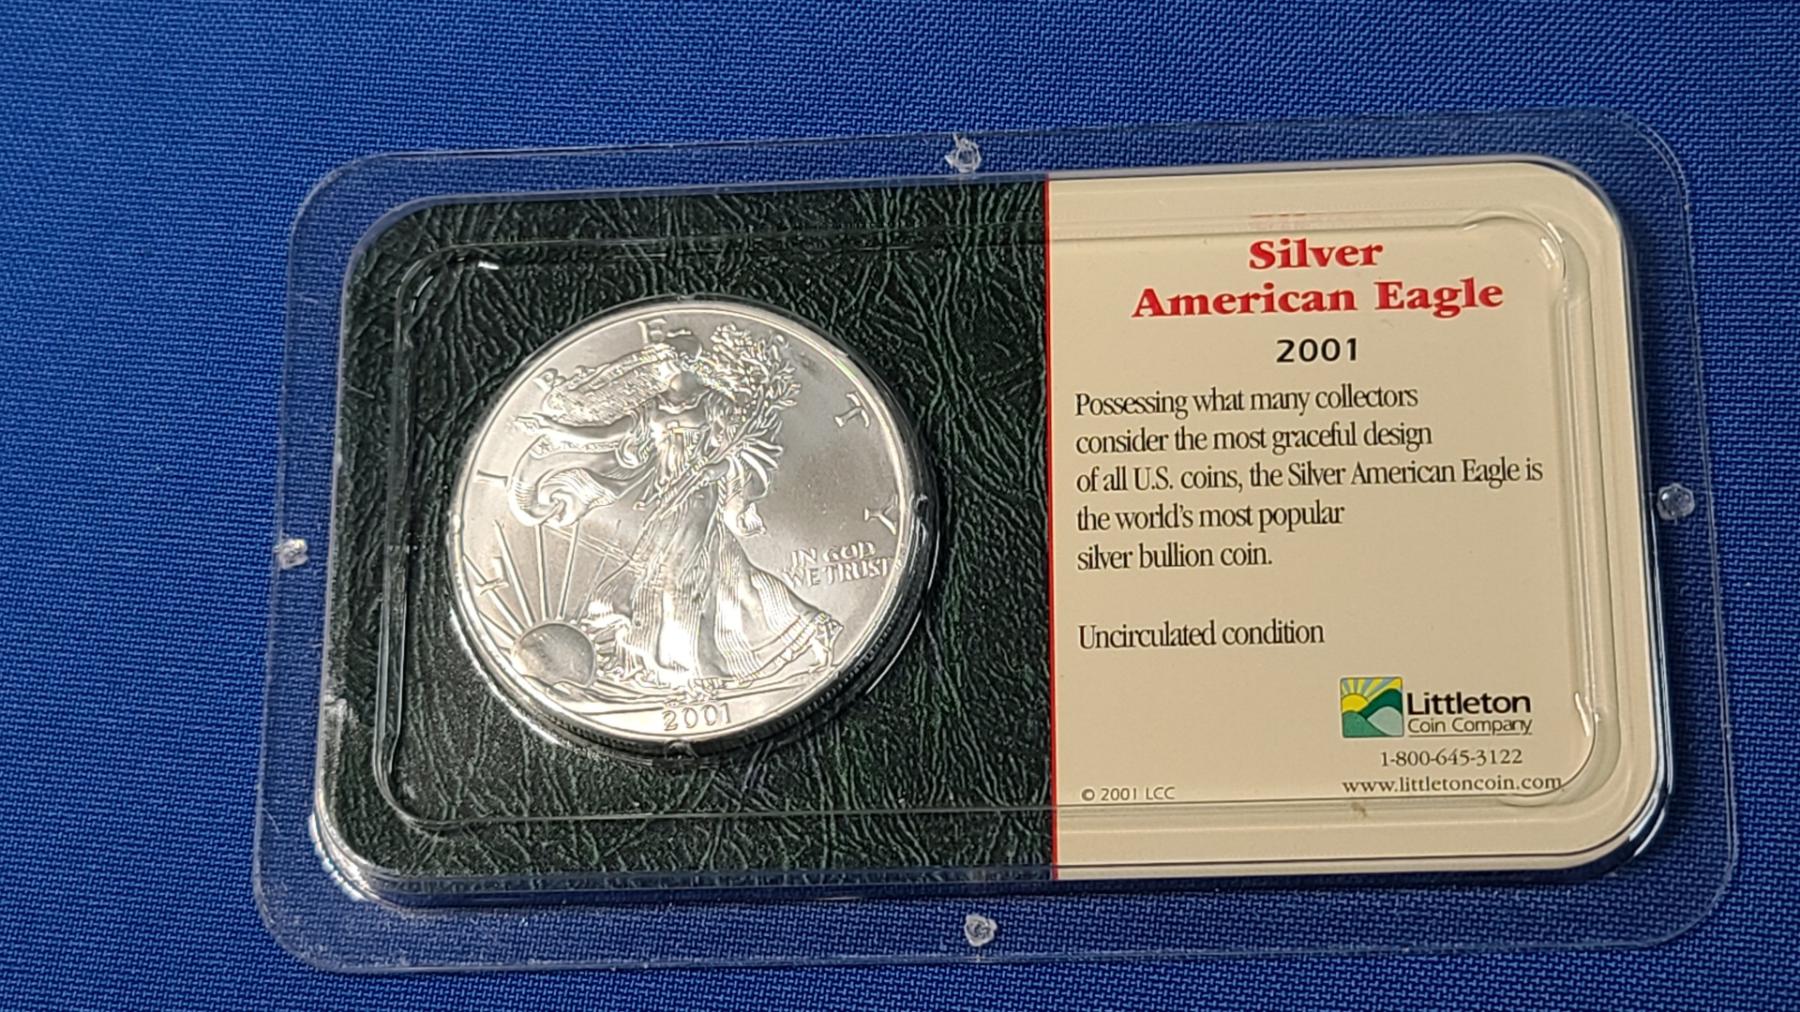 LIBERTY
IN GOD
WE TRUST
2001
Silver
American Eagle
2001
Possessing what many collectors
consider the most graceful design
of all U.S. coins, the Silver American Eagle is
the world's most popular
silver bullion coin.
Uncirculated condition
Littleton
Coin Company
1-800-645-3122
www.littletoncoin.com
© 2001 LCC